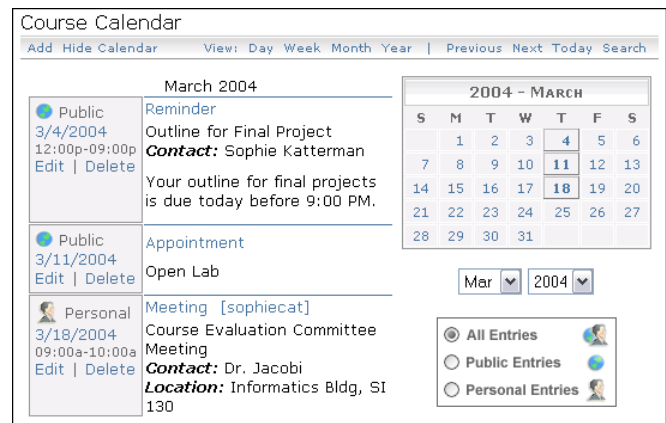 Course Calendar
Add Hide Calendar View: Day Week Month Year | Previous Next Today Search
March 2004
Public
3/4/2004
12:00p-09:00p
Edit | Delete
Reminder
Outline for Final Project
Contact: Sophie Katterman
Your outline for final projects
is due today before 9:00 PM.
Public
3/11/2004
Edit | Delete
Appointment
Open Lab
Personal
3/18/2004
09:00a-10:00a
Edit | Delete
Meeting [sophiecat]
Course Evaluation Committee
Meeting
Contact: Dr. Jacobi
Location: Informatics Bldg, SI
130
2004 - March
S M T W T F S
1 2 3 4 5 6
7 8 9 10 11 12 13
14 15 16 17 18 19 20
21 22 23 24 25 26 27
28 29 30 31
Mar 2004
All Entries
Public Entries
Personal Entries